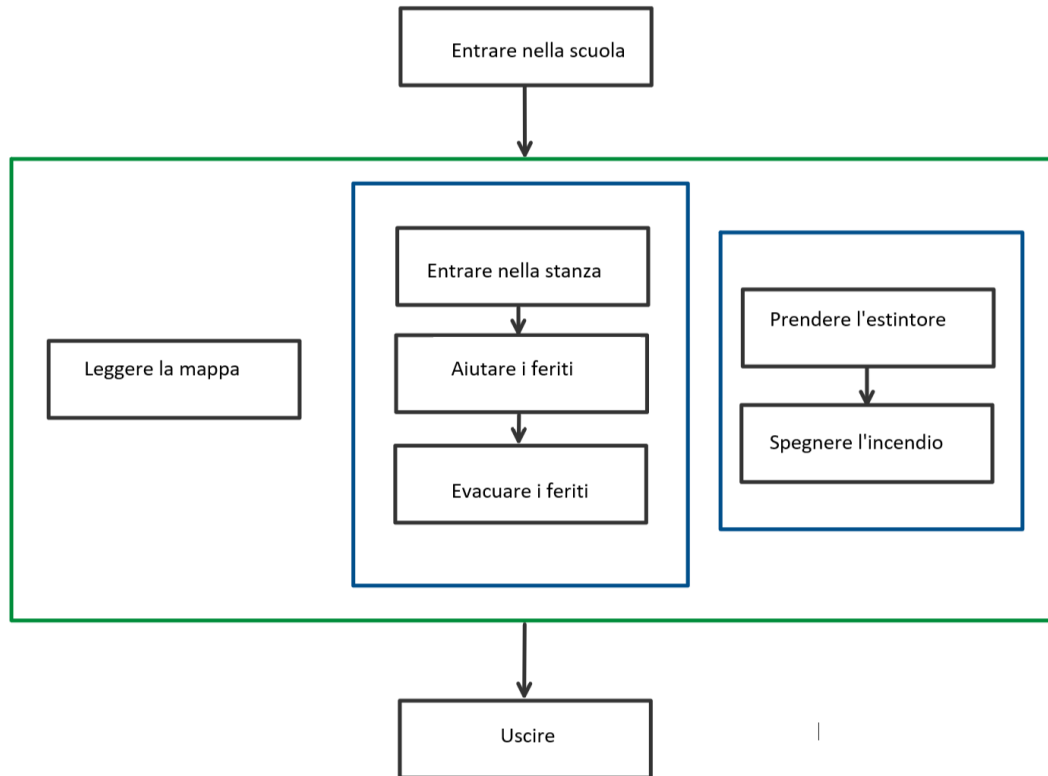 Entrare nella scuola
Leggere la mappa
Entrare nella stanza
Aiutare i feriti
Evacuare i feriti
Prendere l'estintore
Spegnere l'incendio
Uscire